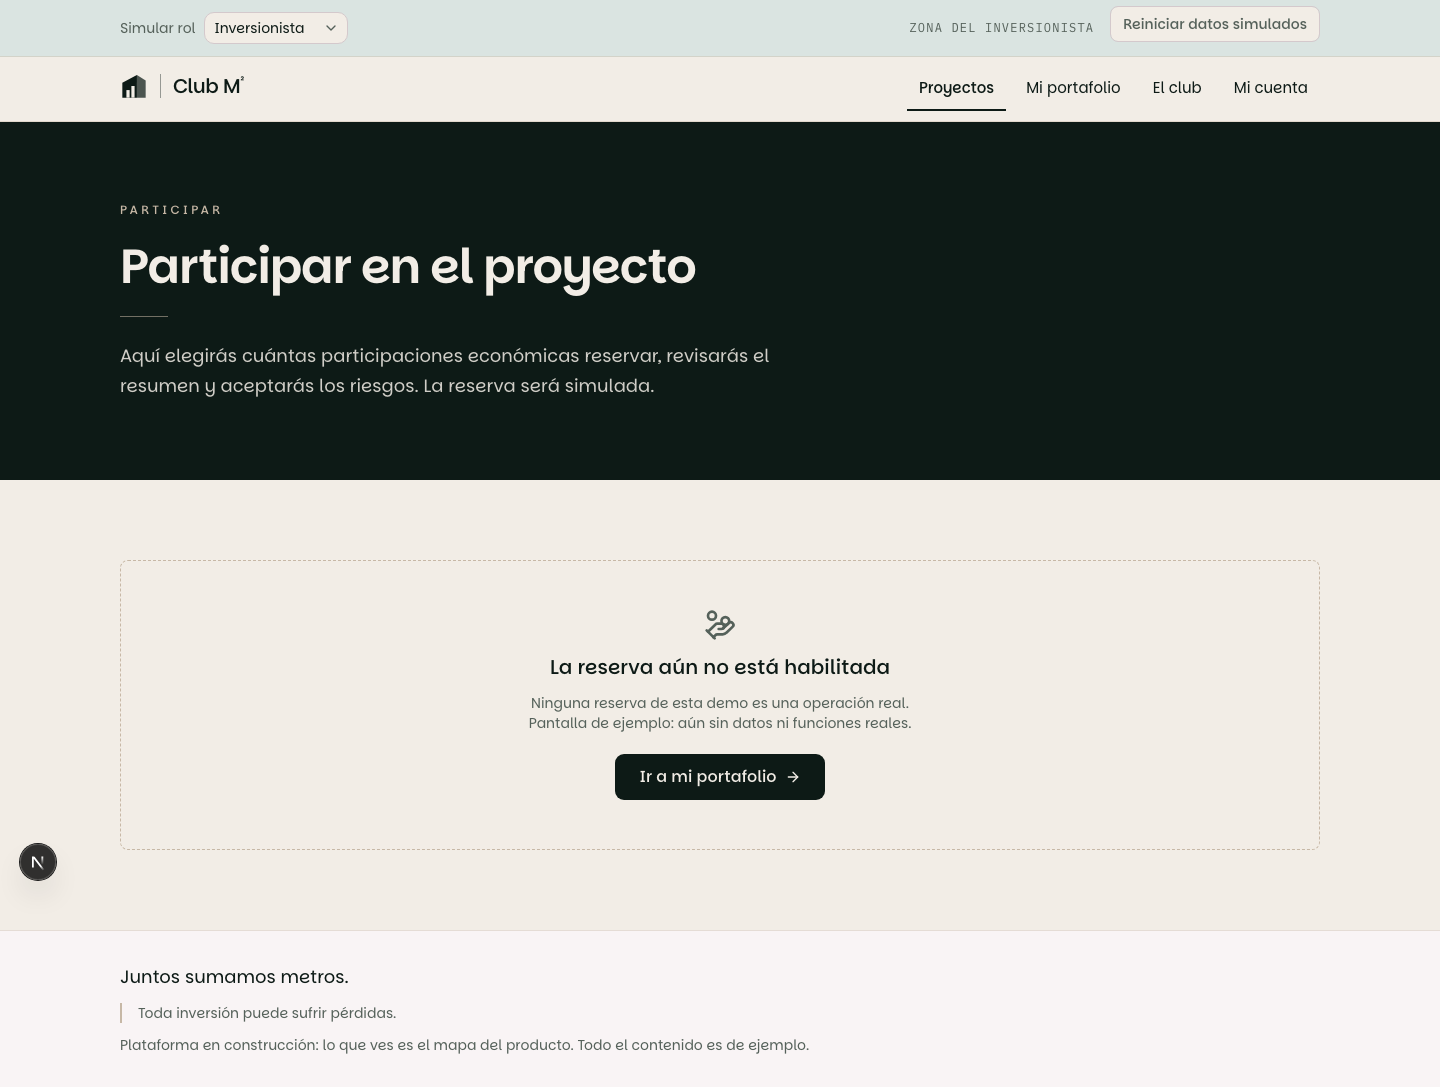 Simular rol
Inversionista
ZONA DEL INVERSIONISTA
Reiniciar datos simulados
Club M²
Proyectos
Mi portafolio
El club
Mi cuenta
PARTICIPAR
Participar en el proyecto
Aquí elegirás cuántas participaciones económicas reservar, revisarás el
resumen y aceptarás los riesgos. La reserva será simulada.
La reserva aún no está habilitada
Ninguna reserva de esta demo es una operación real.
Pantalla de ejemplo: aún sin datos ni funciones reales.
Ir a mi portafolio →
N
Juntos sumamos metros.
Toda inversión puede sufrir pérdidas.
Plataforma en construcción: lo que ves es el mapa del producto. Todo el contenido es de ejemplo.